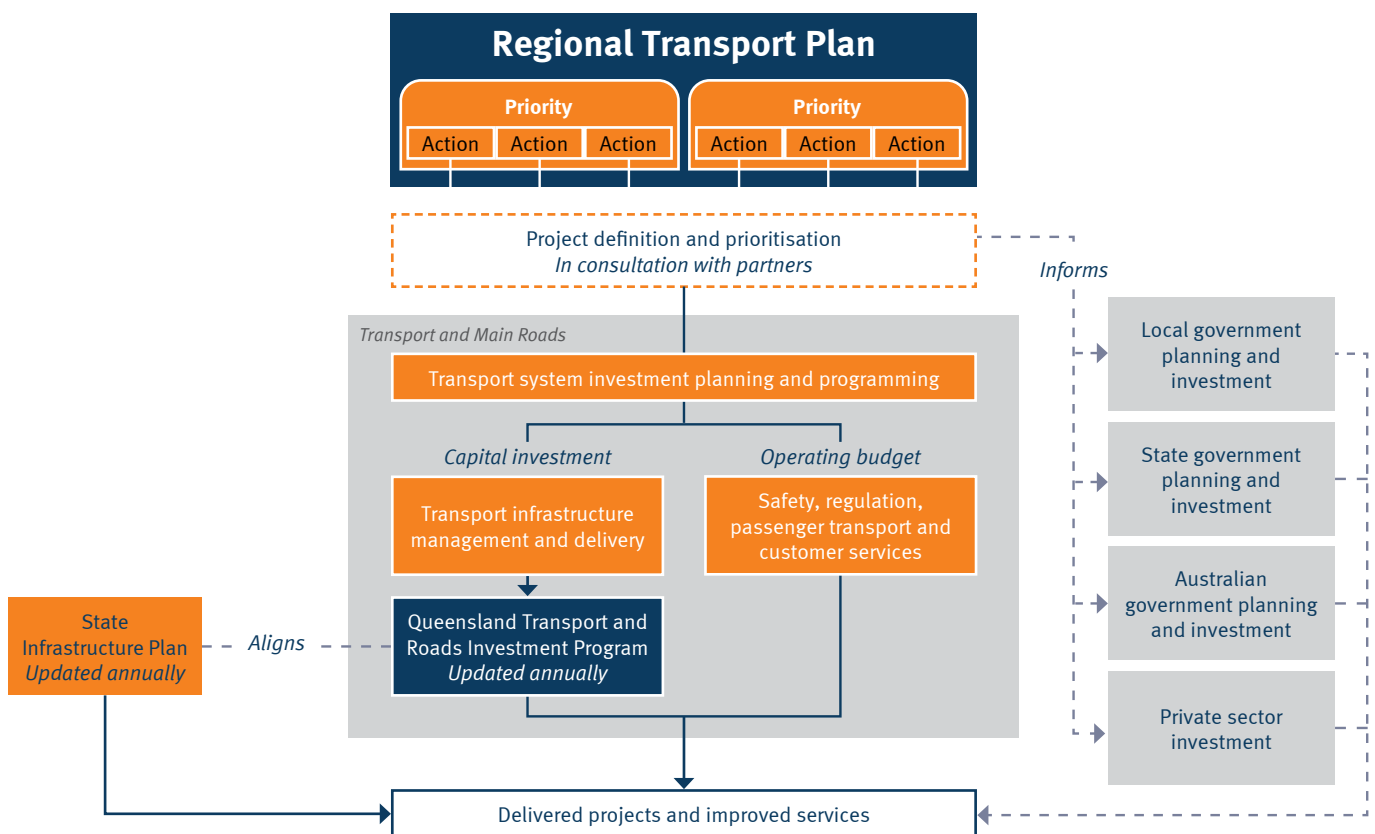 Regional Transport Plan
Priority
Action Action Action
Priority
Action Action Action
Project definition and prioritisation
In consultation with partners
Informs
Transport and Main Roads
Transport system investment planning and programming
Capital investment
Operating budget
Transport infrastructure
management and delivery
Safety, regulation,
passenger transport and
customer services
Queensland Transport and
Roads Investment Program
Updated annually
State
Infrastructure Plan
Updated annually
Aligns
Local government
planning and
investment
State government
planning and
investment
Australian
government planning
and investment
Private sector
investment
Delivered projects and improved services